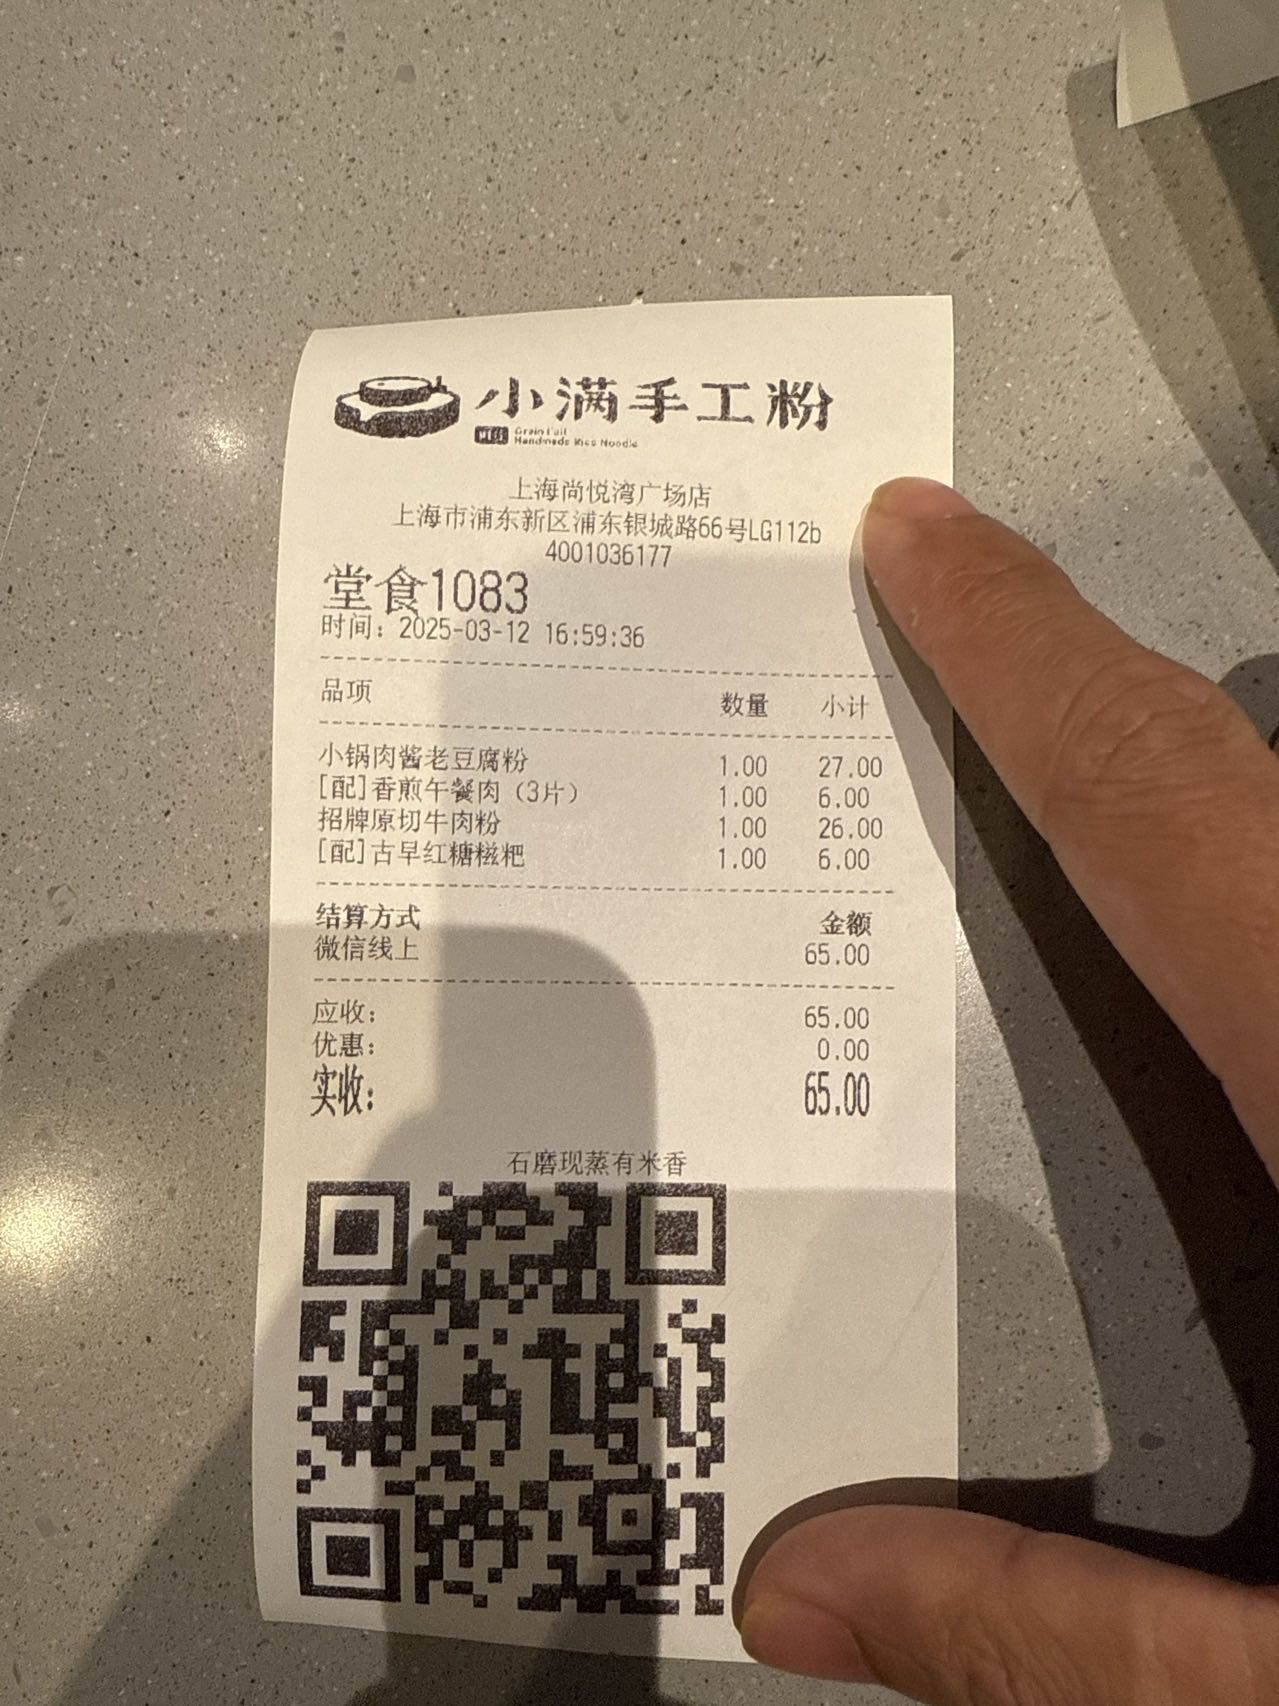 小满手工粉
Grain Full
Handmade Rice Noodle
上海尚悦湾广场店
上海市浦东新区浦东银城路66号LG112b
4001036177
堂食1083
时间：2025-03-12 16:59:36
品项 数量 小计
小锅肉酱老豆腐粉 1.00 27.00
[配]香煎午餐肉（3片） 1.00 6.00
招牌原切牛肉粉 1.00 26.00
[配]古早红糖糍粑 1.00 6.00
结算方式 金额
微信线上 65.00
应收： 65.00
优惠： 0.00
实收： 65.00
石磨现蒸有米香